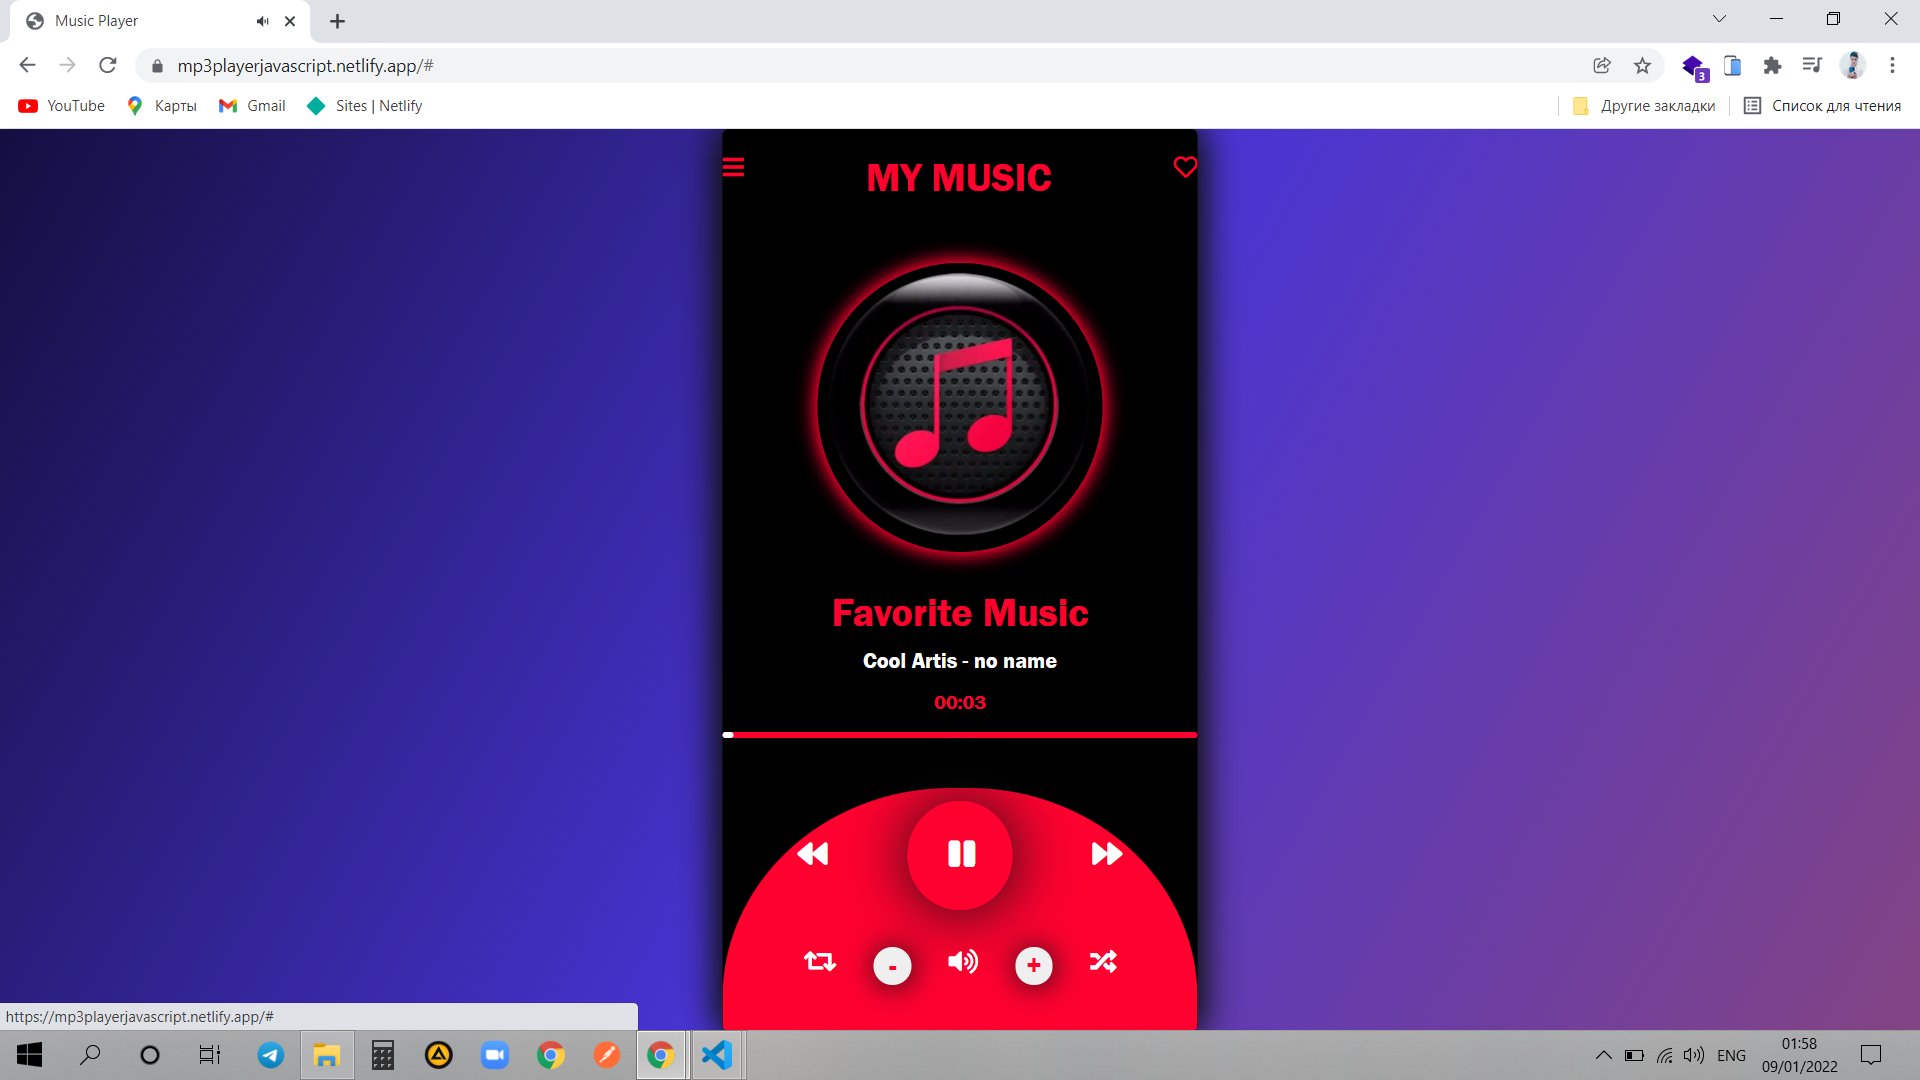 Music Player
mp3playerjavascript.netlify.app/#
3
YouTube
Карты
Gmail
Sites | Netlify
Другие закладки
Список для чтения
MY MUSIC
Favorite Music
Cool Artis - no name
00:03
-
+
https://mp3playerjavascript.netlify.app/#
ENG
01:58
09/01/2022